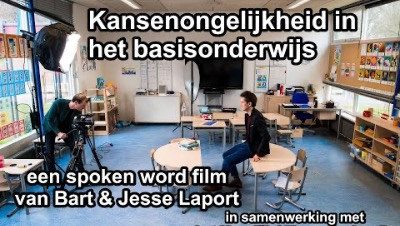 Kansenongelijkheid in
het basisonderwijs
een spoken word film
van Bart & Jesse Laport
in samenwerking met